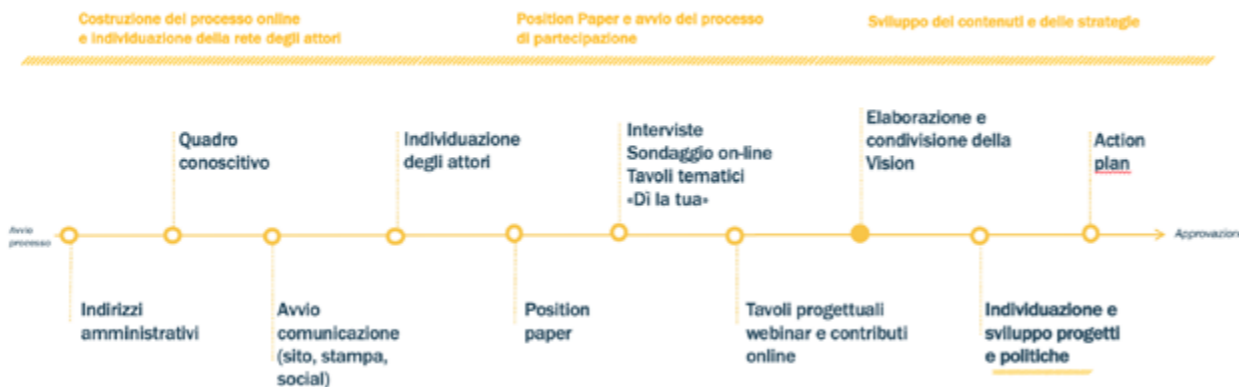 Costruzione del processo online
e individuazione della rete degli attori
Position Paper e avvio del processo
di partecipazione
Sviluppo dei contenuti e delle strategie
Quadro
conoscitivo
Individuazione
degli attori
Interviste
Sondaggio on-line
Tavoli tematici
«Dì la tua»
Elaborazione e
condivisione della
Vision
Action
plan
Avvio
processo
Approvazione
Indirizzi
amministrativi
Avvio
comunicazione
(sito, stampa,
social)
Position
paper
Tavoli progettuali
webinar e contributi
online
Individuazione e
sviluppo progetti
e politiche